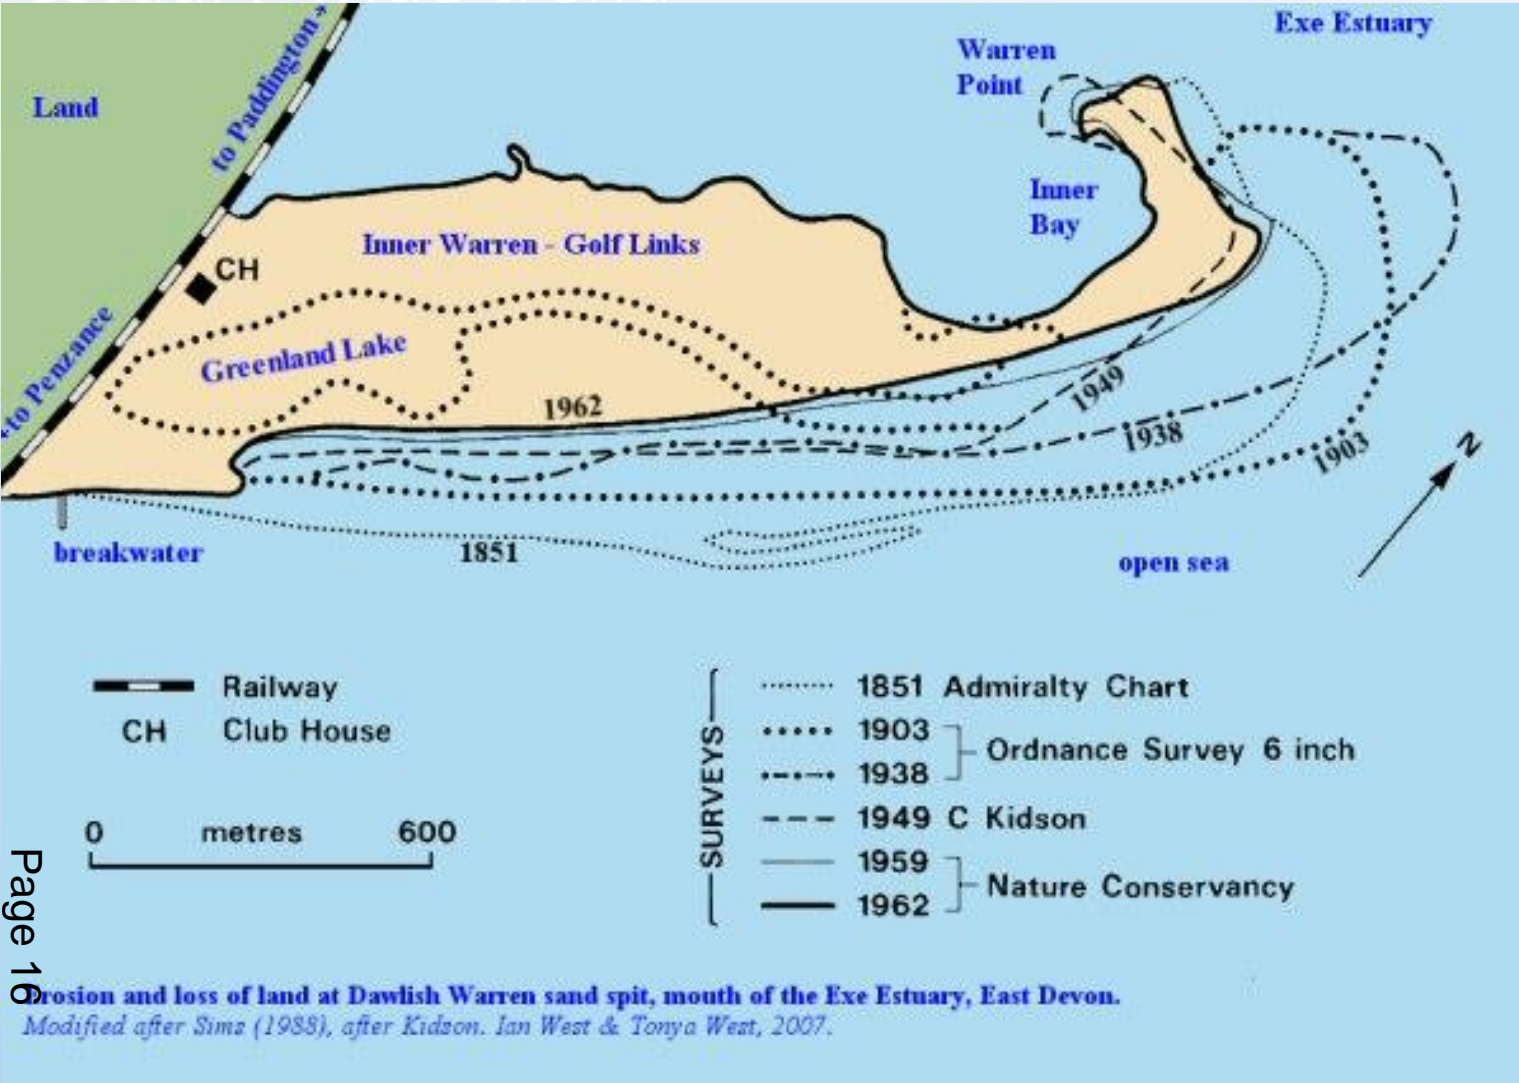 Exe Estuary
Warren
Point
to Paddington
Land
Inner
Bay
Inner Warren - Golf Links
CH
Greenland Lake
to Penzance
1962
1949
1938
1903
N
1851
breakwater
open sea
Railway
CH Club House
0 metres 600
SURVEYS
1851 Admiralty Chart
1903
Ordnance Survey 6 inch
1938
1949 C Kidson
1959
Nature Conservancy
1962
Page 16
Erosion and loss of land at Dawlish Warren sand spit, mouth of the Exe Estuary, East Devon.
Modified after Sims (1988), after Kidson. Ian West & Tonya West, 2007.